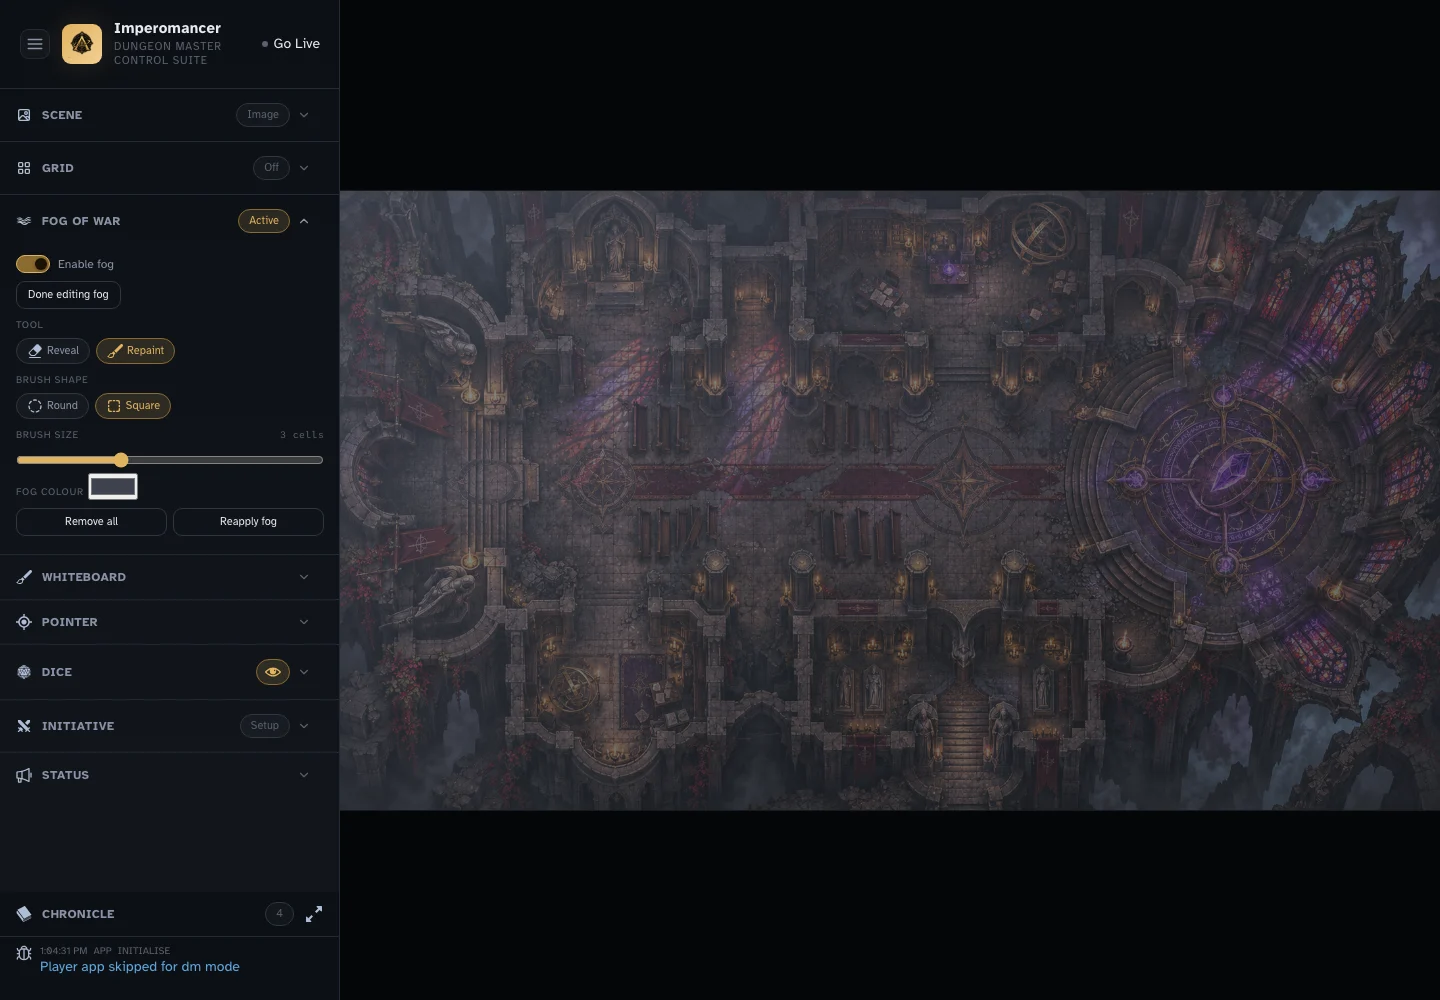 Imperomancer
DUNGEON MASTER
CONTROL SUITE
Go Live
SCENE
Image
GRID
Off
FOG OF WAR
Active
Enable fog
Done editing fog
TOOL
Reveal
Repaint
BRUSH SHAPE
Round
Square
BRUSH SIZE
3 cells
FOG COLOUR
Remove all
Reapply fog
WHITEBOARD
POINTER
DICE
INITIATIVE
Setup
STATUS
CHRONICLE
4
1:04:31 PM APP INITIALISE
Player app skipped for dm mode